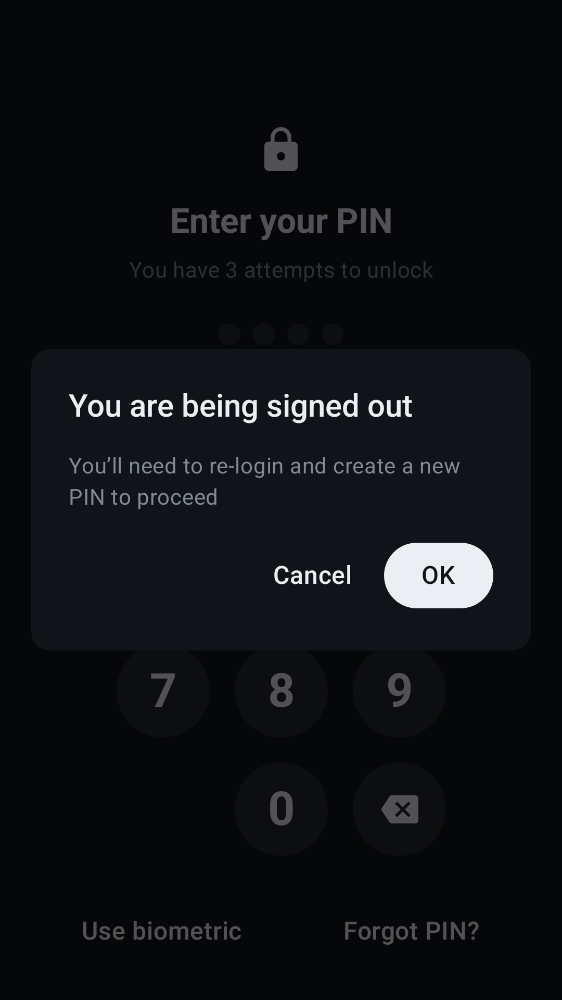 Enter your PIN
You have 3 attempts to unlock
You are being signed out
You’ll need to re-login and create a new
PIN to proceed
Cancel OK
7 8 9
0
Use biometric Forgot PIN?